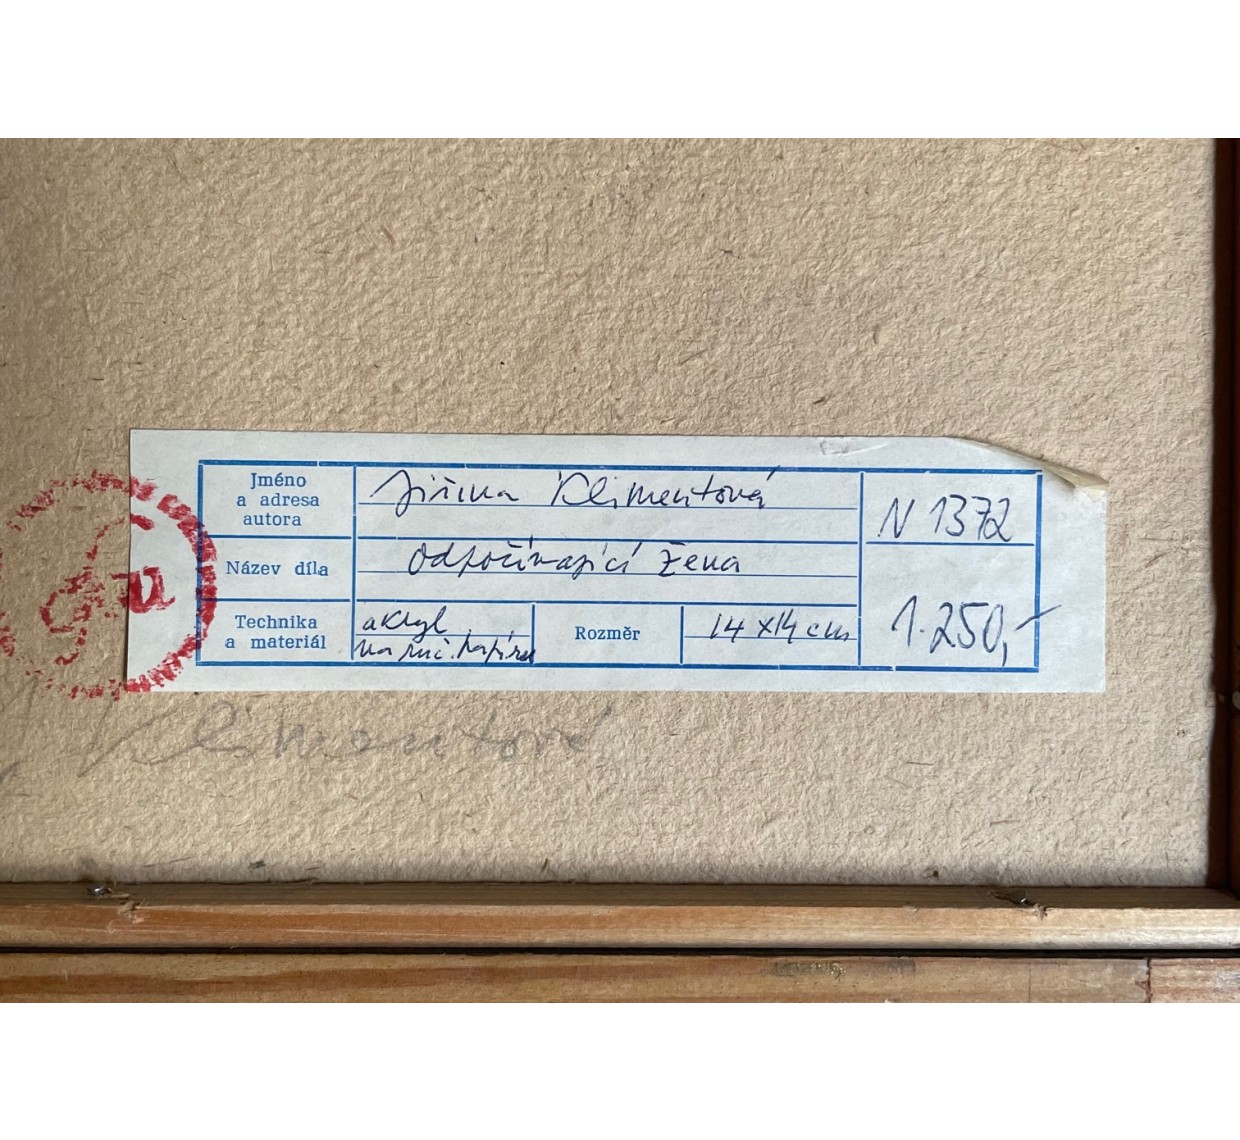 Jméno
a adresa
autora
Jiřina Klimentová
N 1372
Název díla
Odpočívající žena
Technika
a materiál
akryl
na ruč. papíru
Rozměr
14 x 14 cm
1.250,-
Klimentová